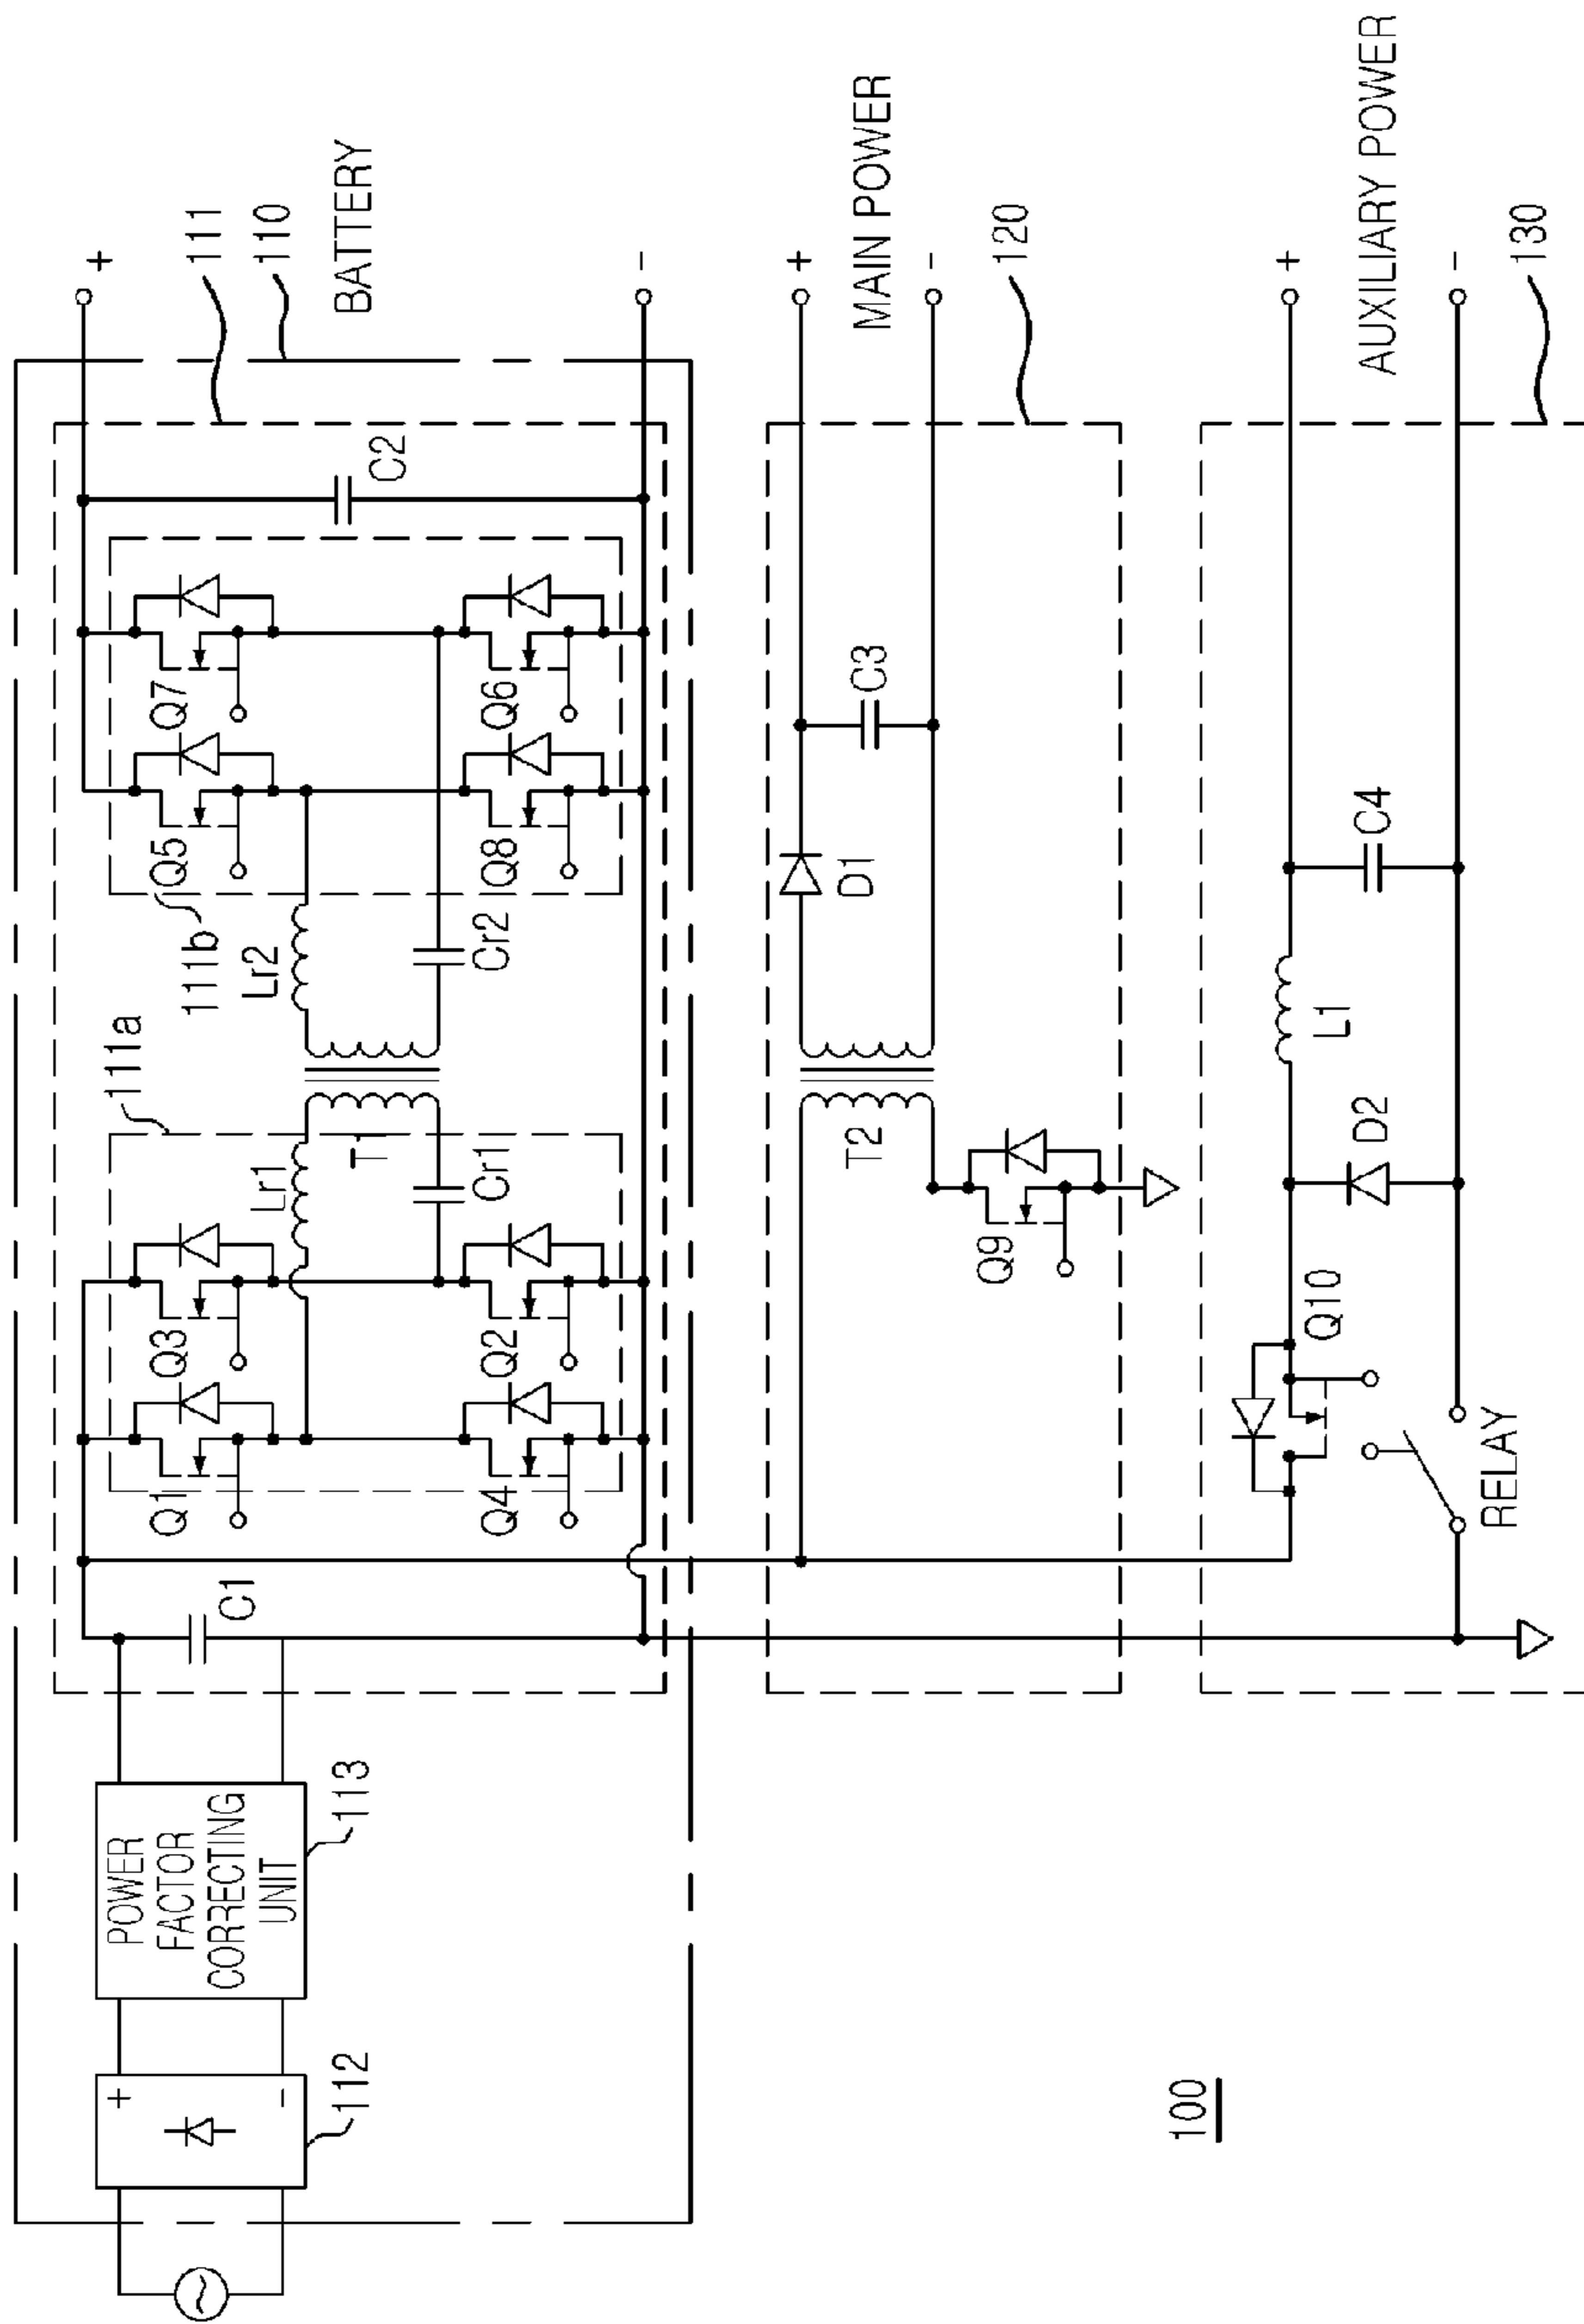 111
110
BATTERY
+
-
111a
111b
Q1
Q3
Lr1
T1
Lr2
Q5
Q7
C2
C1
Q4
Q2
Cr1
Cr2
Q8
Q6
POWER
FACTOR
CORRECTING
UNIT
113
+
-
112
T2
D1
C3
Q9
+
MAIN POWER
-
120
Q10
L1
D2
C4
RELAY
+
AUXILIARY POWER
-
130
100